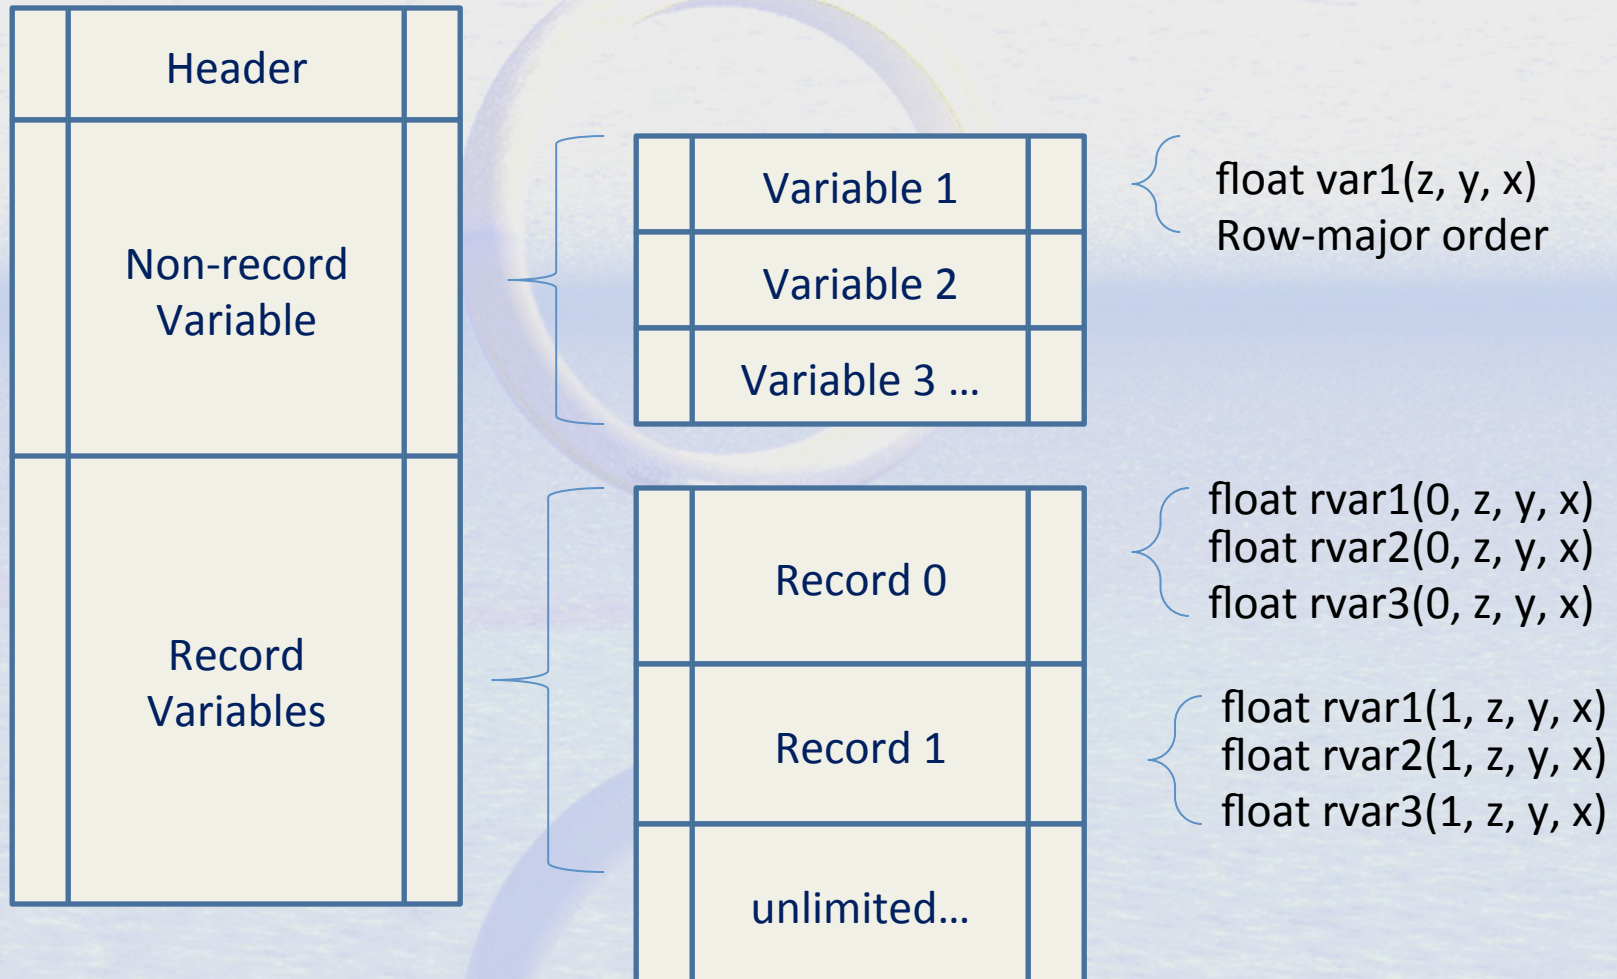 Header
Non-record
Variable
Record
Variables
Variable 1
Variable 2
Variable 3 ...
float var1(z, y, x)
Row-major order
Record 0
Record 1
unlimited...
float rvar1(0, z, y, x)
float rvar2(0, z, y, x)
float rvar3(0, z, y, x)
float rvar1(1, z, y, x)
float rvar2(1, z, y, x)
float rvar3(1, z, y, x)